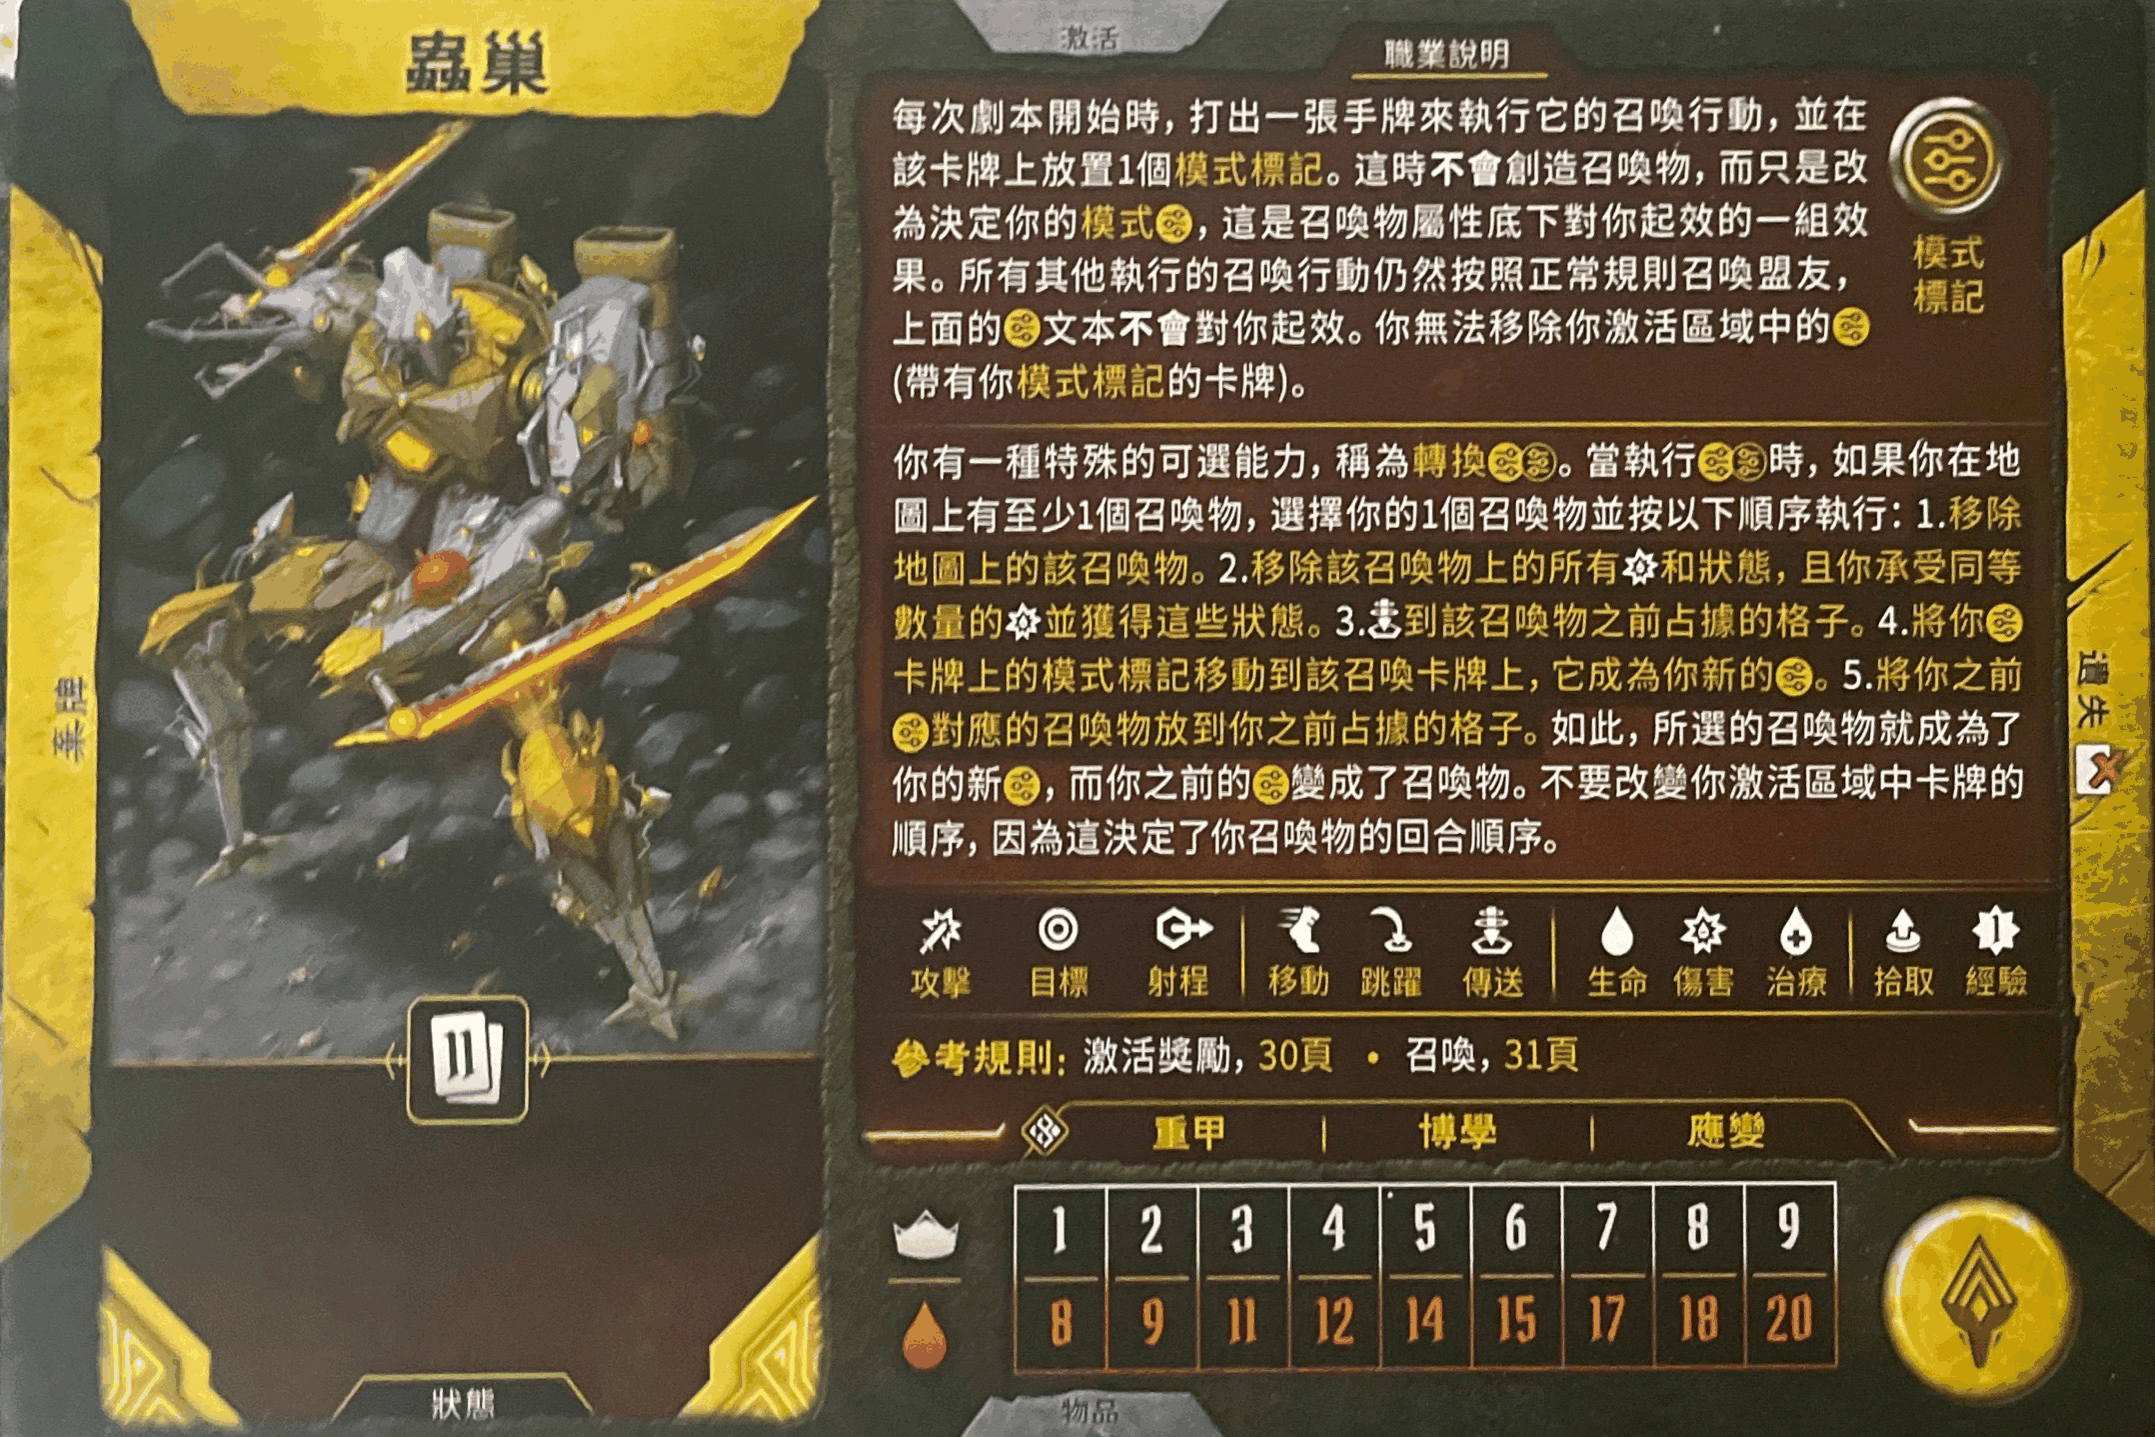 蟲巢
激活
職業說明
每次劇本開始時，打出一張手牌來執行它的召喚行動，並在
該卡牌上放置1個模式標記。這時不會創造召喚物，而只是改
為決定你的模式，這是召喚物屬性底下對你起效的一組效
果。所有其他執行的召喚行動仍然按照正常規則召喚盟友，
上面的文本不會對你起效。你無法移除你激活區域中的
(帶有你模式標記的卡牌)。
模式
標記
你有一種特殊的可選能力，稱為轉換。當執行時，如果你在地
圖上有至少1個召喚物，選擇你的1個召喚物並按以下順序執行：1.移除
地圖上的該召喚物。2.移除該召喚物上的所有和狀態，且你承受同等
數量的並獲得這些狀態。3.到該召喚物之前占據的格子。4.將你
卡牌上的模式標記移動到該召喚卡牌上，它成為你新的。5.將你之前
對應的召喚物放到你之前占據的格子。如此，所選的召喚物就成為了
你的新，而你之前的變成了召喚物。不要改變你激活區域中卡牌的
順序，因為這決定了你召喚物的回合順序。
攻擊 目標 射程 移動 跳躍 傳送 生命 傷害 治療 拾取 經驗
1
參考規則：激活獎勵，30頁 • 召喚，31頁
重甲 | 博學 | 應變
1 2 3 4 5 6 7 8 9
8 9 11 12 14 15 17 18 20
11
棄牌
遺失
狀態
物品